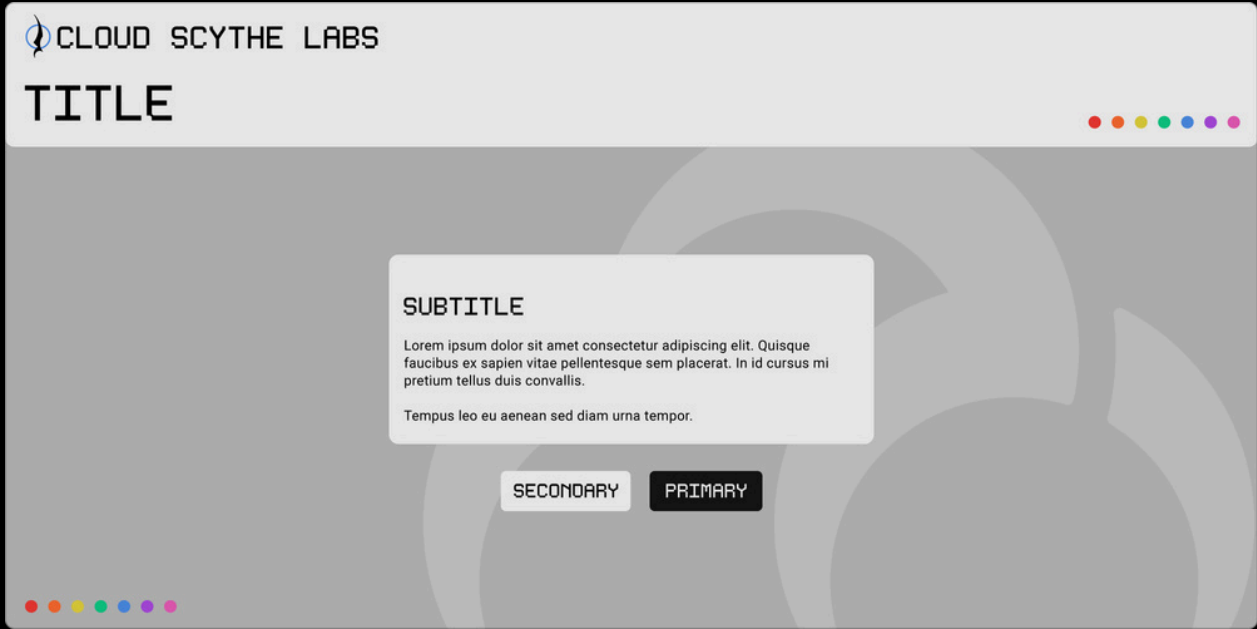 CLOUD SCYTHE LABS
TITLE
SUBTITLE
Lorem ipsum dolor sit amet consectetur adipiscing elit. Quisque
faucibus ex sapien vitae pellentesque sem placerat. In id cursus mi
pretium tellus duis convallis.
Tempus leo eu aenean sed diam urna tempor.
SECONDARY
PRIMARY